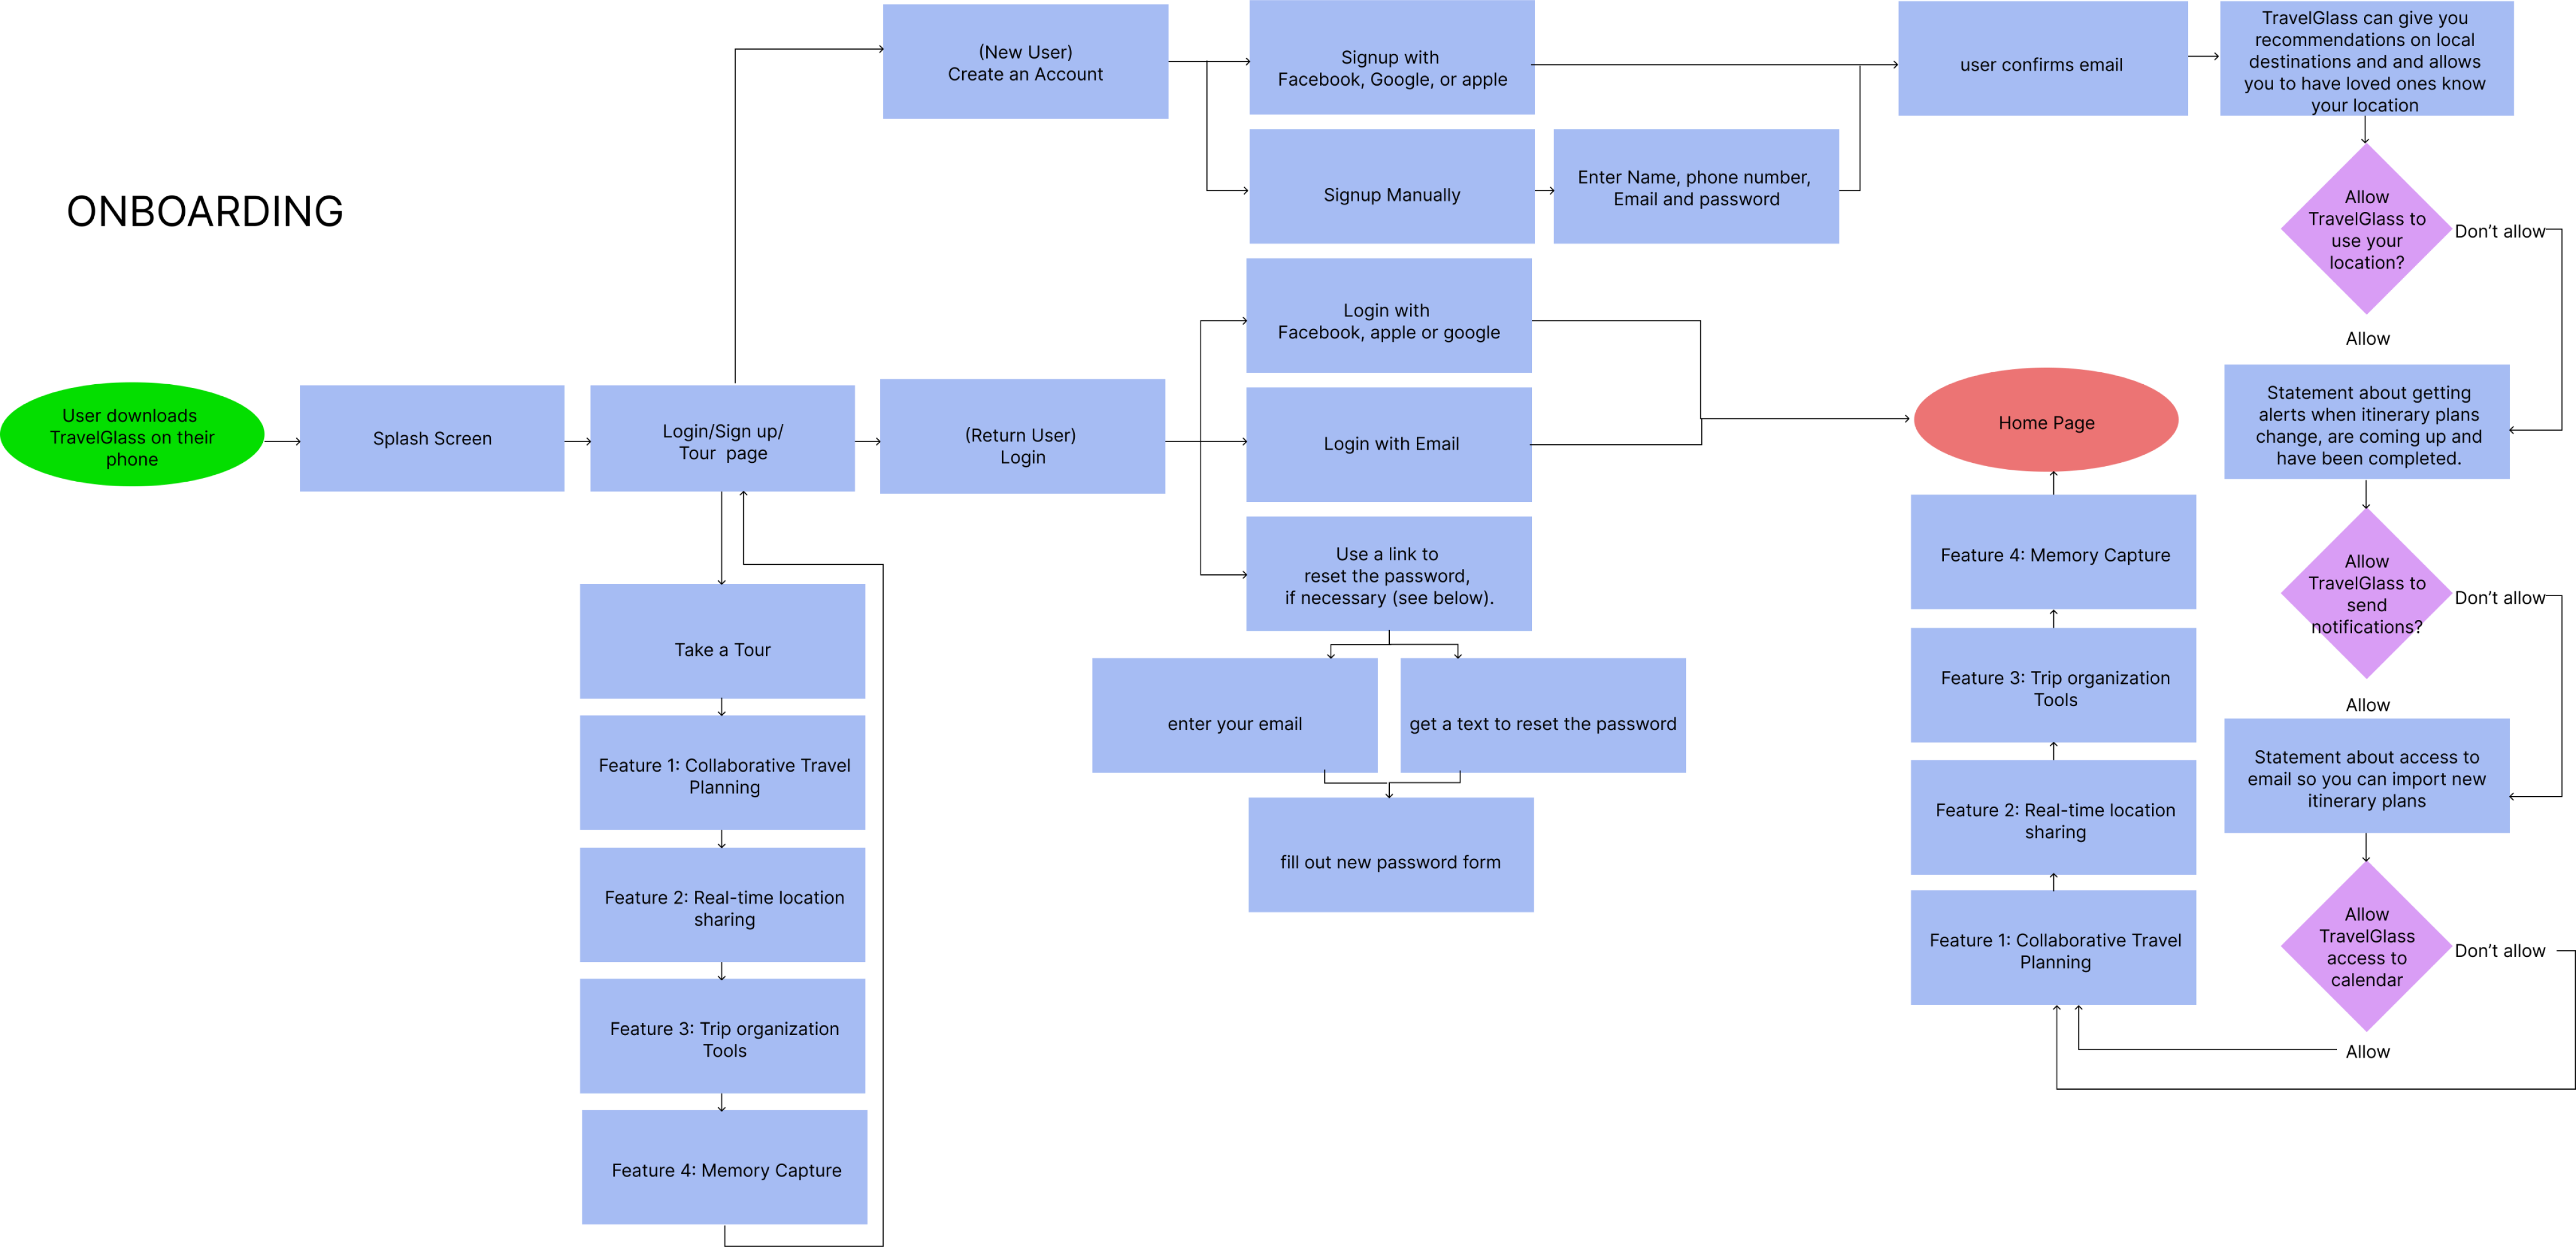 ONBOARDING
User downloads
TravelGlass on their
phone
Splash Screen
Login/Sign up/
Tour  page
(New User)
Create an Account
Signup with
Facebook, Google, or apple
Signup Manually
Enter Name, phone number,
Email and password
user confirms email
TravelGlass can give you
recommendations on local
destinations and and allows
you to have loved ones know
your location
Allow
TravelGlass to
use your
location?
Don’t allow
Allow
Statement about getting
alerts when itinerary plans
change, are coming up and
have been completed.
Allow
TravelGlass to
send
notifications?
Don’t allow
Allow
Statement about access to
email so you can import new
itinerary plans
Allow
TravelGlass
access to
calendar
Don’t allow
Allow
(Return User)
Login
Login with
Facebook, apple or google
Login with Email
Use a link to
reset the password,
if necessary (see below).
enter your email
get a text to reset the password
fill out new password form
Home Page
Feature 4: Memory Capture
Feature 3: Trip organization
Tools
Feature 2: Real-time location
sharing
Feature 1: Collaborative Travel
Planning
Take a Tour
Feature 1: Collaborative Travel
Planning
Feature 2: Real-time location
sharing
Feature 3: Trip organization
Tools
Feature 4: Memory Capture